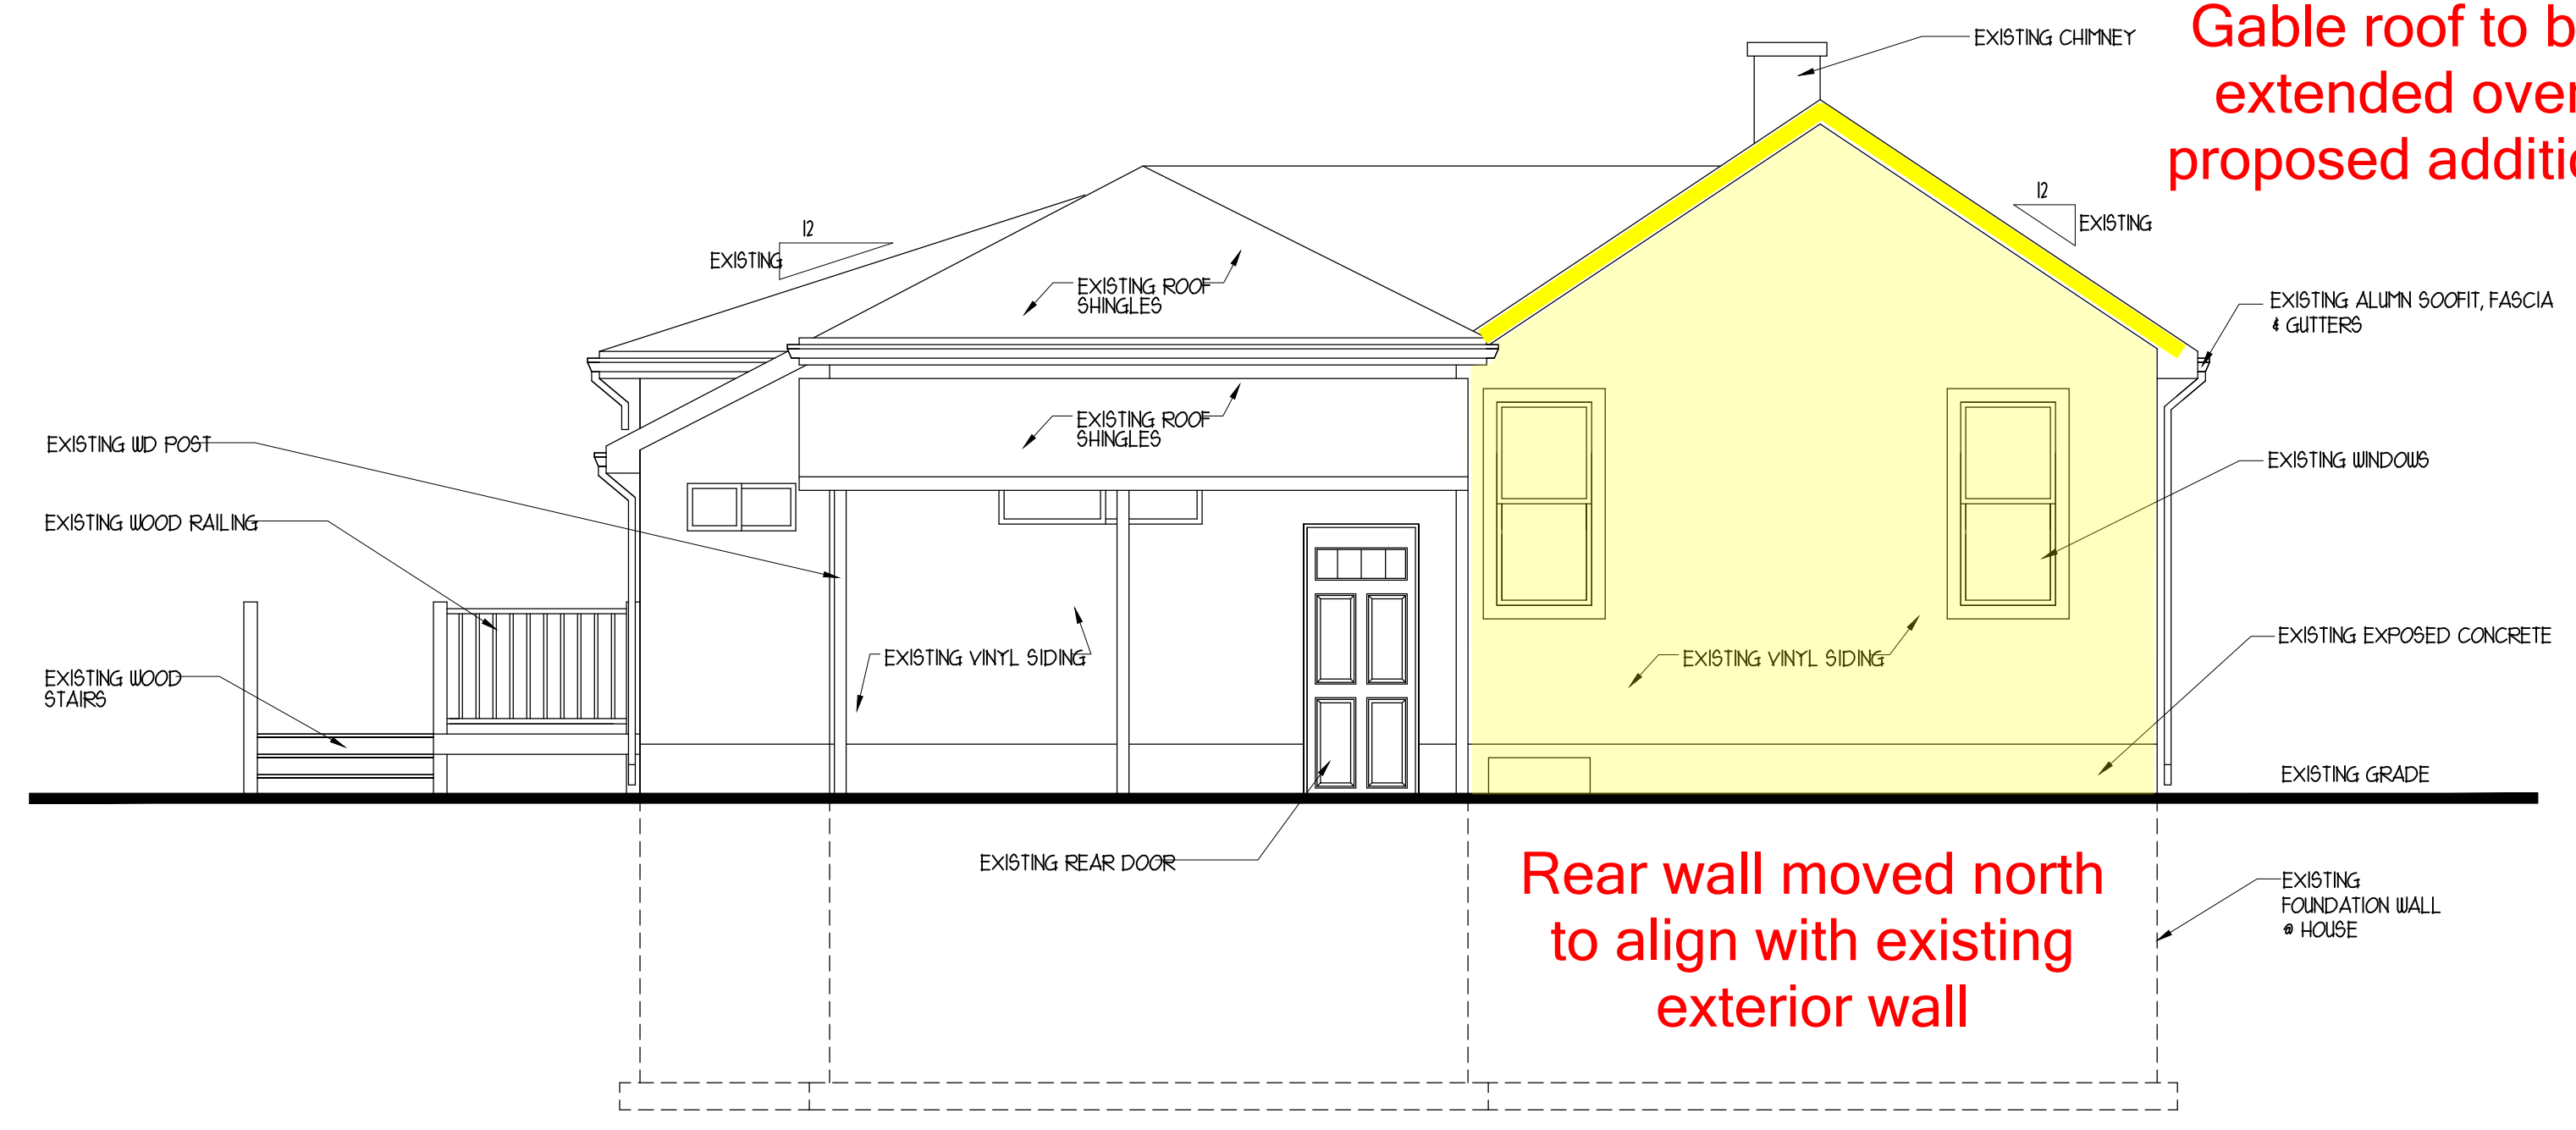 EXISTING CHIMNEY
Gable roof to b
extended over
proposed additi
12
EXISTING
12
EXISTING
EXISTING ROOF
SHINGLES
EXISTING ALUMN SOOFIT, FASCIA
& GUTTERS
EXISTING ROOF
SHINGLES
EXISTING WD POST
EXISTING WINDOWS
EXISTING WOOD RAILING
EXISTING VINYL SIDING
EXISTING VINYL SIDING
EXISTING EXPOSED CONCRETE
EXISTING WOOD
STAIRS
EXISTING GRADE
EXISTING REAR DOOR
Rear wall moved north
to align with existing
exterior wall
EXISTING
FOUNDATION WALL
@ HOUSE